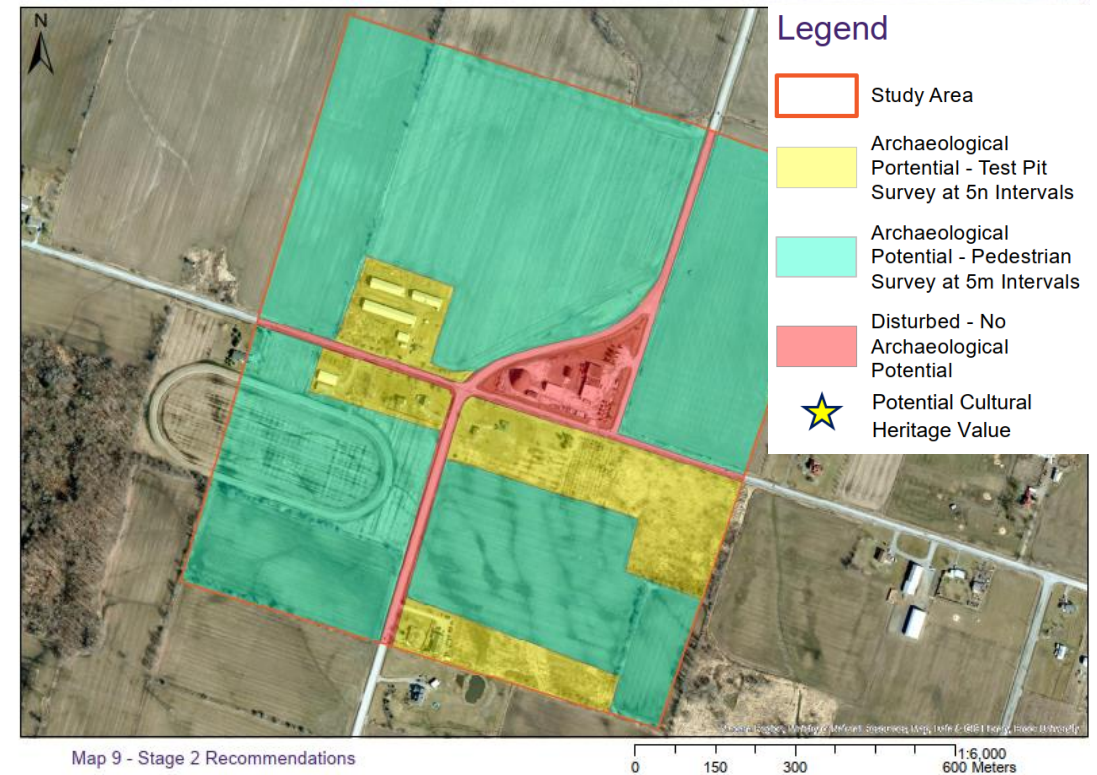 N
Legend
Study Area
Archaeological
Portential - Test Pit
Survey at 5n Intervals
Archaeological
Potential - Pedestrian
Survey at 5m Intervals
Disturbed - No
Archaeological
Potential
Potential Cultural
Heritage Value
Map 9 - Stage 2 Recommendations
1:6,000
0 150 300 600 Meters